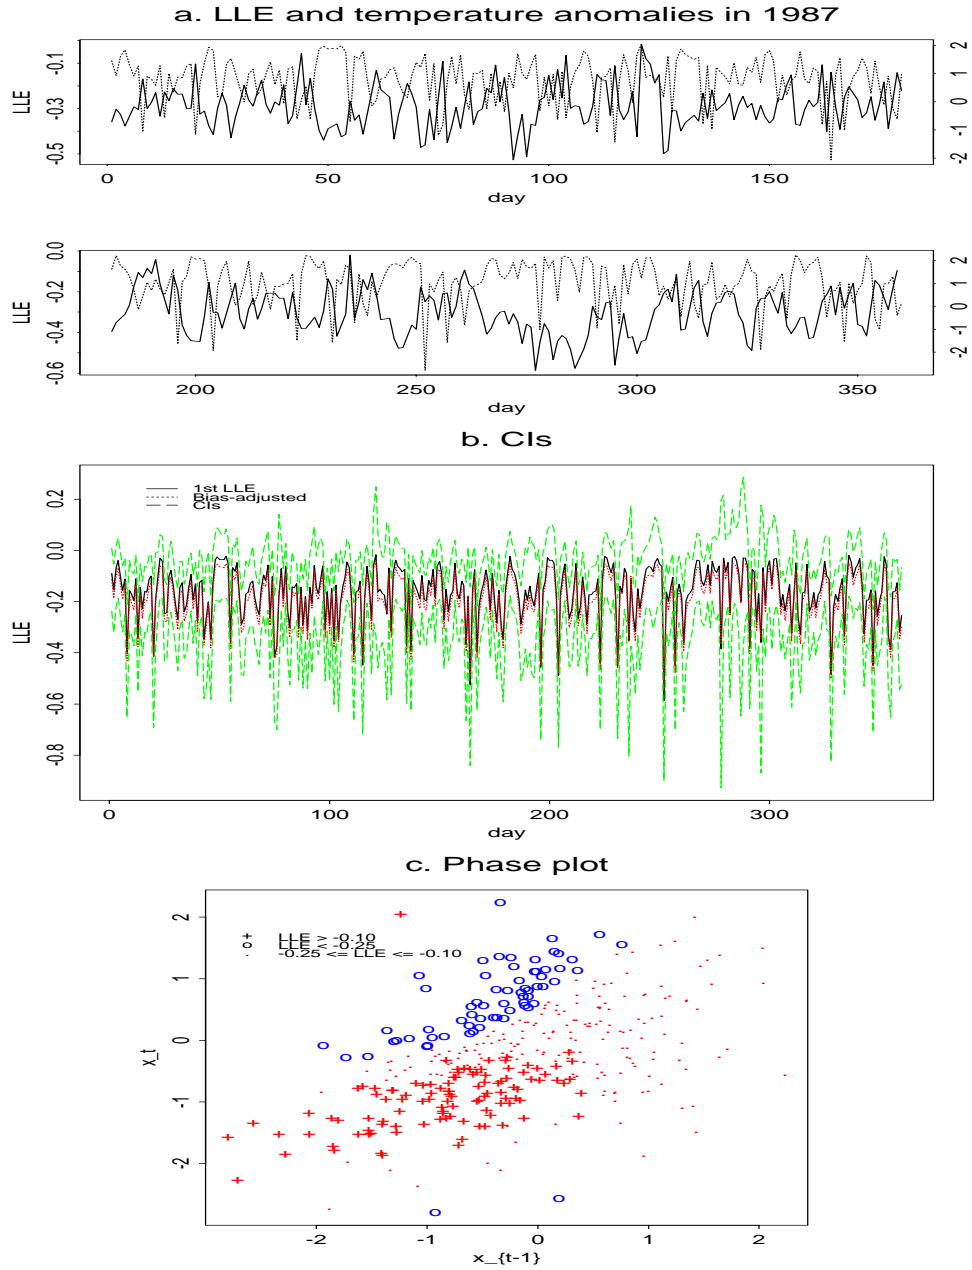 a. LLE and temperature anomalies in 1987
LLE
-0.1
-0.3
-0.5
2
1
0
-1
-2
0 50 100 150
day
LLE
0.0
-0.2
-0.4
-0.6
2
1
0
-1
-2
200 250 300 350
day
b. CIs
1st LLE
Bias-adjusted
CIs
LLE
0.2
0.0
-0.2
-0.4
-0.6
-0.8
0 100 200 300
day
c. Phase plot
LLE > -0.10
LLE < -0.25
-0.25 <= LLE <= -0.10
x_t
2
1
0
-1
-2
-2 -1 0 1 2
x_{t-1}